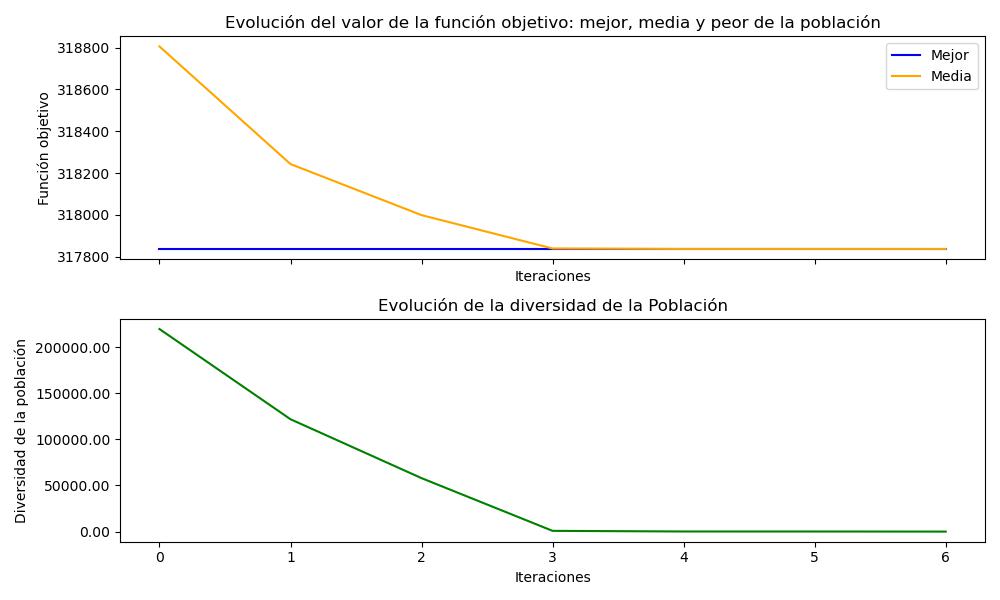 Evolución del valor de la función objetivo: mejor, media y peor de la población
Función objetivo
318800
318600
318400
318200
318000
317800
Mejor
Media
Iteraciones
Evolución de la diversidad de la Población
Diversidad de la población
200000.00
150000.00
100000.00
50000.00
0.00
0 1 2 3 4 5 6
Iteraciones